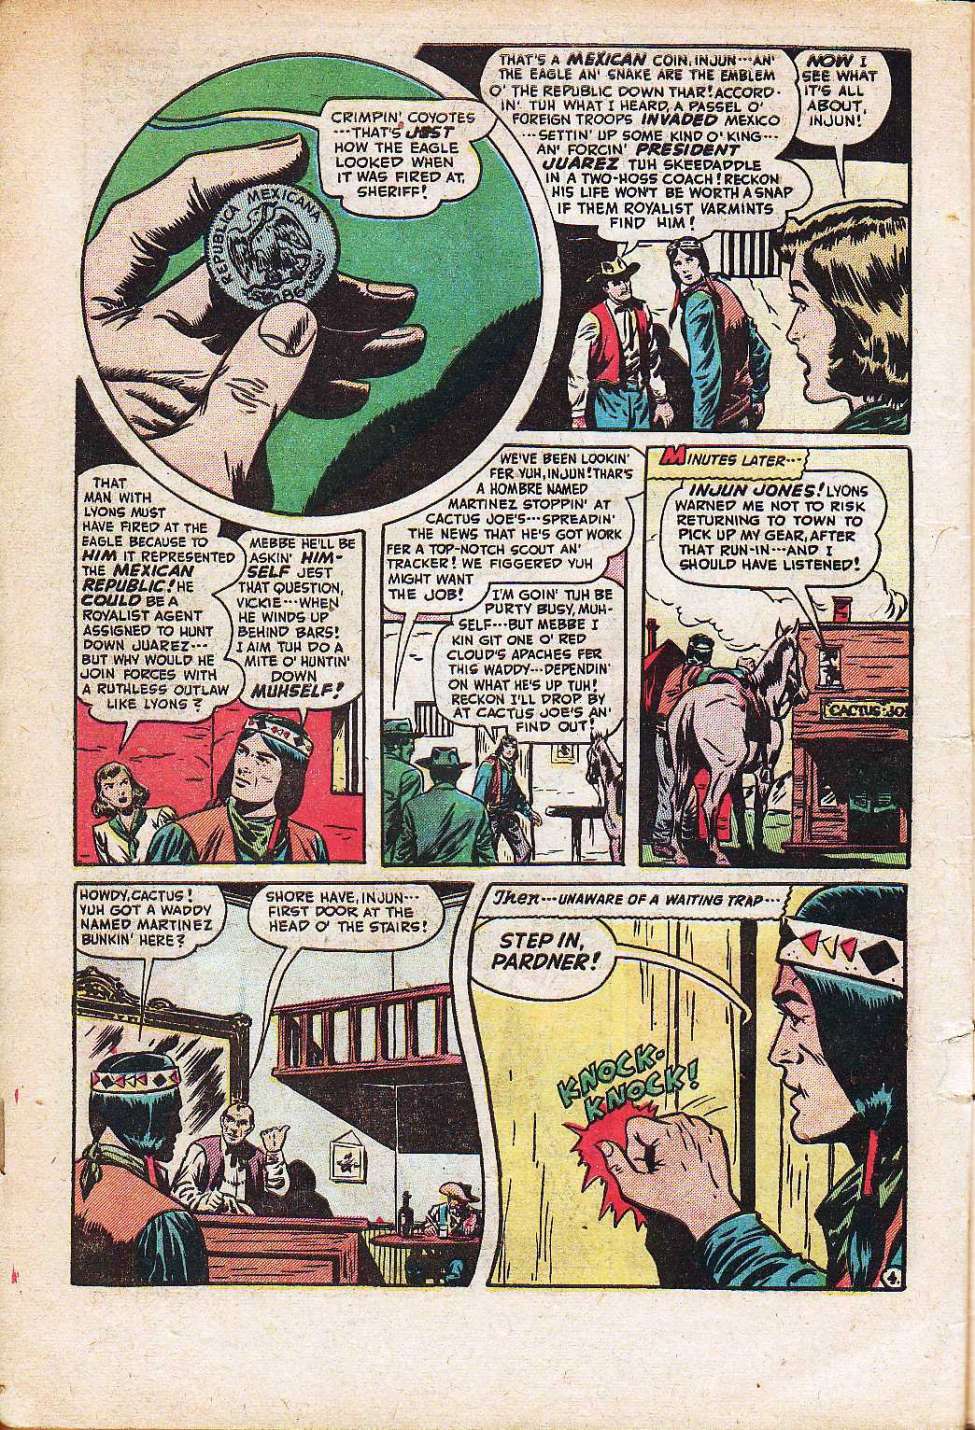 CRIMPIN' COYOTES
---THAT'S JEST
HOW THE EAGLE
LOOKED WHEN
IT WAS FIRED AT,
SHERIFF!
REPUBLICA MEXICANA
THAT'S A MEXICAN COIN, INJUN---AN'
THE EAGLE AN' SNAKE ARE THE EMBLEM
O' THE REPUBLIC DOWN THAR! ACCORD-
IN' TUH WHAT I HEARD, A PASSEL O'
FOREIGN TROOPS INVADED MEXICO
---SETTIN' UP SOME KIND O' KING---
AN' FORCIN' PRESIDENT
JUAREZ TUH SKEEDADDLE
IN A TWO-HOSS COACH! RECKON
HIS LIFE WON'T BE WORTH A SNAP
IF THEM ROYALIST VARMINTS
FIND HIM!
NOW I
SEE WHAT
IT'S ALL
ABOUT,
INJUN!
THAT
MAN WITH
LYONS MUST
HAVE FIRED AT THE
EAGLE BECAUSE TO
HIM IT REPRESENTED
THE MEXICAN
REPUBLIC! HE
COULD BE A
ROYALIST AGENT
ASSIGNED TO HUNT
DOWN JUAREZ---
BUT WHY WOULD HE
JOIN FORCES WITH
A RUTHLESS OUTLAW
LIKE LYONS?
MEBBE HE'LL BE
ASKIN' HIM-
SELF JEST
THAT QUESTION,
VICKIE---WHEN
HE WINDS UP
BEHIND BARS!
I AIM TUH DO A
MITE O' HUNTIN'
DOWN
MUHSELF!
WE'VE BEEN LOOKIN'
FER YUH, INJUN! THAR'S
A HOMBRE NAMED
MARTINEZ STOPPIN' AT
CACTUS JOE'S---SPREADIN'
THE NEWS THAT HE'S GOT WORK
FER A TOP-NOTCH SCOUT AN'
TRACKER! WE FIGGERED YUH
MIGHT WANT
THE JOB!
I'M GOIN' TUH BE
PURTY BUSY, MUH-
SELF---BUT MEBBE I
KIN GIT ONE O' RED
CLOUD'S APACHES FER
THIS WADDY---DEPENDIN'
ON WHAT HE'S UP TUH!
RECKON I'LL DROP BY
AT CACTUS JOE'S AN'
FIND OUT!
MINUTES LATER---
INJUN JONES! LYONS
WARNED ME NOT TO RISK
RETURNING TO TOWN TO
PICK UP MY GEAR, AFTER
THAT RUN-IN---AND I
SHOULD HAVE LISTENED!
CACTUS JO
HOWDY, CACTUS!
YUH GOT A WADDY
NAMED MARTINEZ
BUNKIN' HERE?
SHORE HAVE, INJUN---
FIRST DOOR AT THE
HEAD O' THE STAIRS!
Then---UNAWARE OF A WAITING TRAP---
STEP IN,
PARDNER!
KNOCK-
KNOCK!
4.